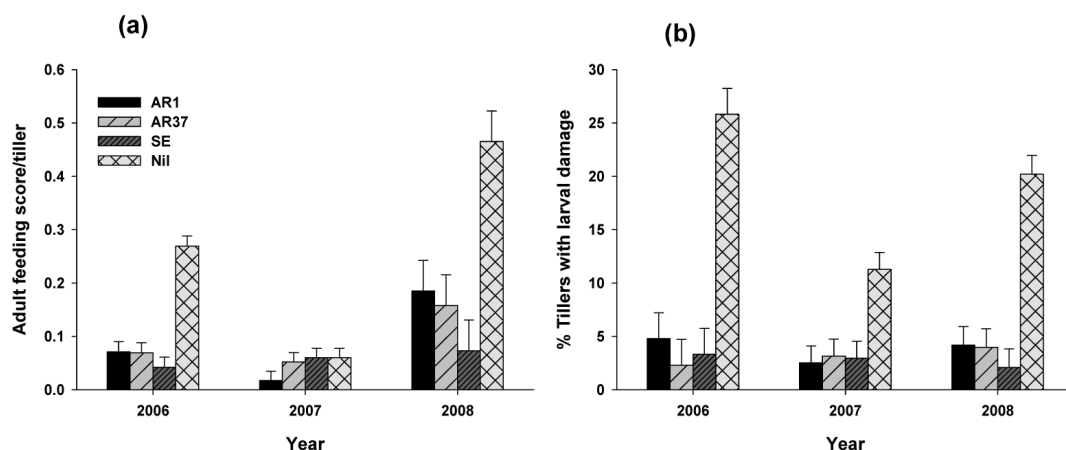 (a)
Adult feeding score/tiller
0.6
0.5
0.4
0.3
0.2
0.1
0.0
AR1
AR37
SE
Nil
2006
2007
2008
Year
(b)
% Tillers with larval damage
30
25
20
15
10
5
0
2006
2007
2008
Year